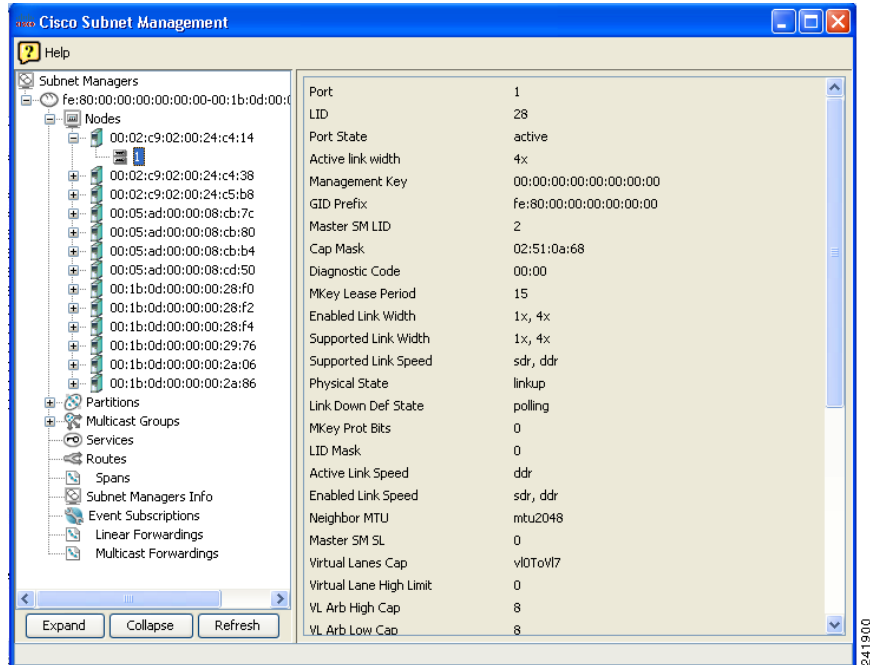 Cisco Subnet Management
Help
Subnet Managers
fe:80:00:00:00:00:00:00-00:1b:0d:00:0
Nodes
00:02:c9:02:00:24:c4:14
1
00:02:c9:02:00:24:c4:38
00:02:c9:02:00:24:c5:b8
00:05:ad:00:00:08:cb:7c
00:05:ad:00:00:08:cb:80
00:05:ad:00:00:08:cb:b4
00:05:ad:00:00:08:cd:50
00:1b:0d:00:00:00:28:f0
00:1b:0d:00:00:00:28:f2
00:1b:0d:00:00:00:28:f4
00:1b:0d:00:00:00:29:76
00:1b:0d:00:00:00:2a:06
00:1b:0d:00:00:00:2a:86
Partitions
Multicast Groups
Services
Routes
Spans
Subnet Managers Info
Event Subscriptions
Linear Forwardings
Multicast Forwardings
Expand Collapse Refresh
Port 1
LID 28
Port State active
Active link width 4x
Management Key 00:00:00:00:00:00:00:00
GID Prefix fe:80:00:00:00:00:00:00
Master SM LID 2
Cap Mask 02:51:0a:68
Diagnostic Code 00:00
MKey Lease Period 15
Enabled Link Width 1x, 4x
Supported Link Width 1x, 4x
Supported Link Speed sdr, ddr
Physical State linkup
Link Down Def State polling
MKey Prot Bits 0
LID Mask 0
Active Link Speed ddr
Enabled Link Speed sdr, ddr
Neighbor MTU mtu2048
Master SM SL 0
Virtual Lanes Cap vl0ToVl7
Virtual Lane High Limit 0
VL Arb High Cap 8
VL Arb Low Cap 8
241900